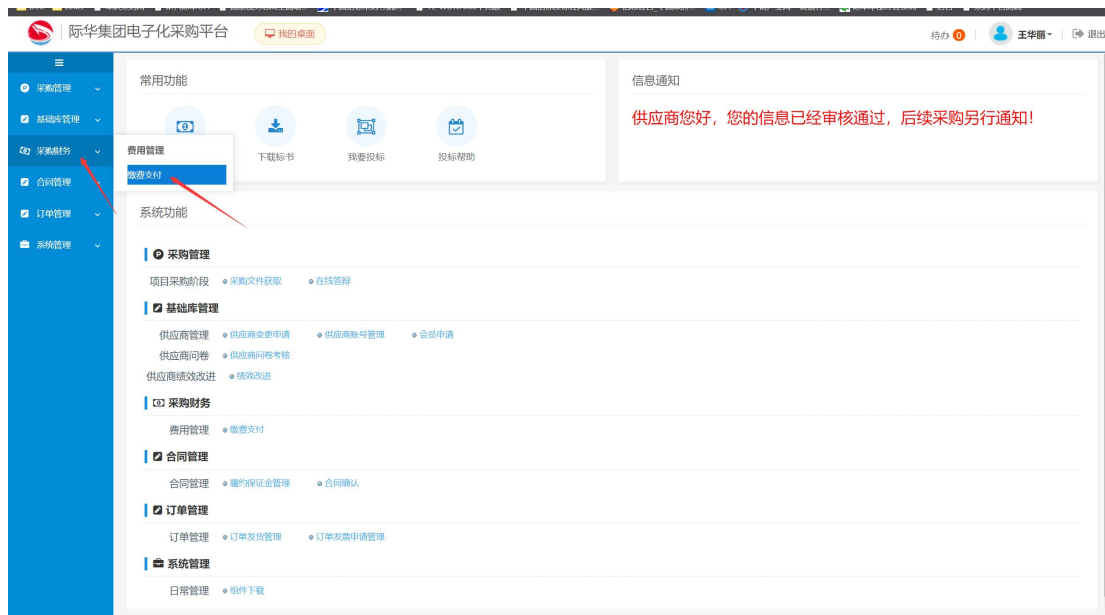 际华集团电子化采购平台
我的桌面
待办 0
王华丽
退出
采购管理
基础库管理
采购财务
合同管理
订单管理
系统管理
常用功能
下载标书
我要投标
投标帮助
费用管理
缴费支付
信息通知
供应商您好，您的信息已经审核通过，后续采购另行通知！
系统功能
采购管理
项目采购阶段 采购文件获取 在线答辩
基础库管理
供应商管理 供应商变更申请 供应商账号管理 会员申请
供应商问卷 供应商问卷考核
供应商绩效改进 绩效改进
采购财务
费用管理 缴费支付
合同管理
合同管理 履约保证金管理 合同确认
订单管理
订单管理 订单发货管理 订单发票申请管理
系统管理
日常管理 组件下载